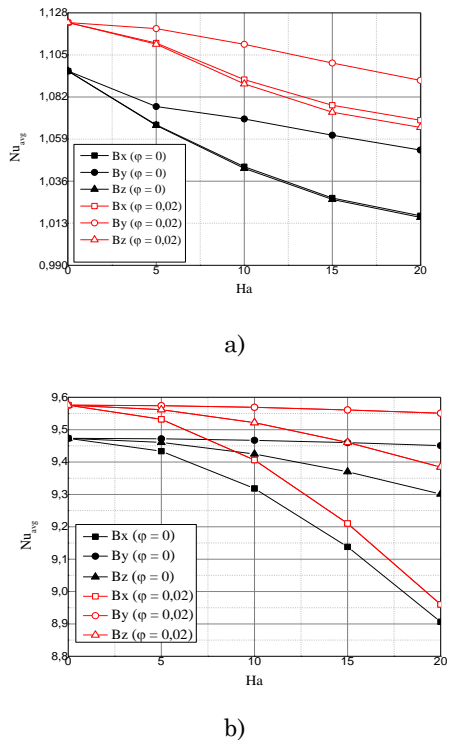 1,128
1,105
1,082
1,059
1,036
1,013
0,990
Nu_avg
Bx (φ = 0)
By (φ = 0)
Bz (φ = 0)
Bx (φ = 0,02)
By (φ = 0,02)
Bz (φ = 0,02)
0 5 10 15 20
Ha
a)
9,6
9,5
9,4
9,3
9,2
9,1
9,0
8,9
8,8
Nu_avg
Bx (φ = 0)
By (φ = 0)
Bz (φ = 0)
Bx (φ = 0,02)
By (φ = 0,02)
Bz (φ = 0,02)
0 5 10 15 20
Ha
b)